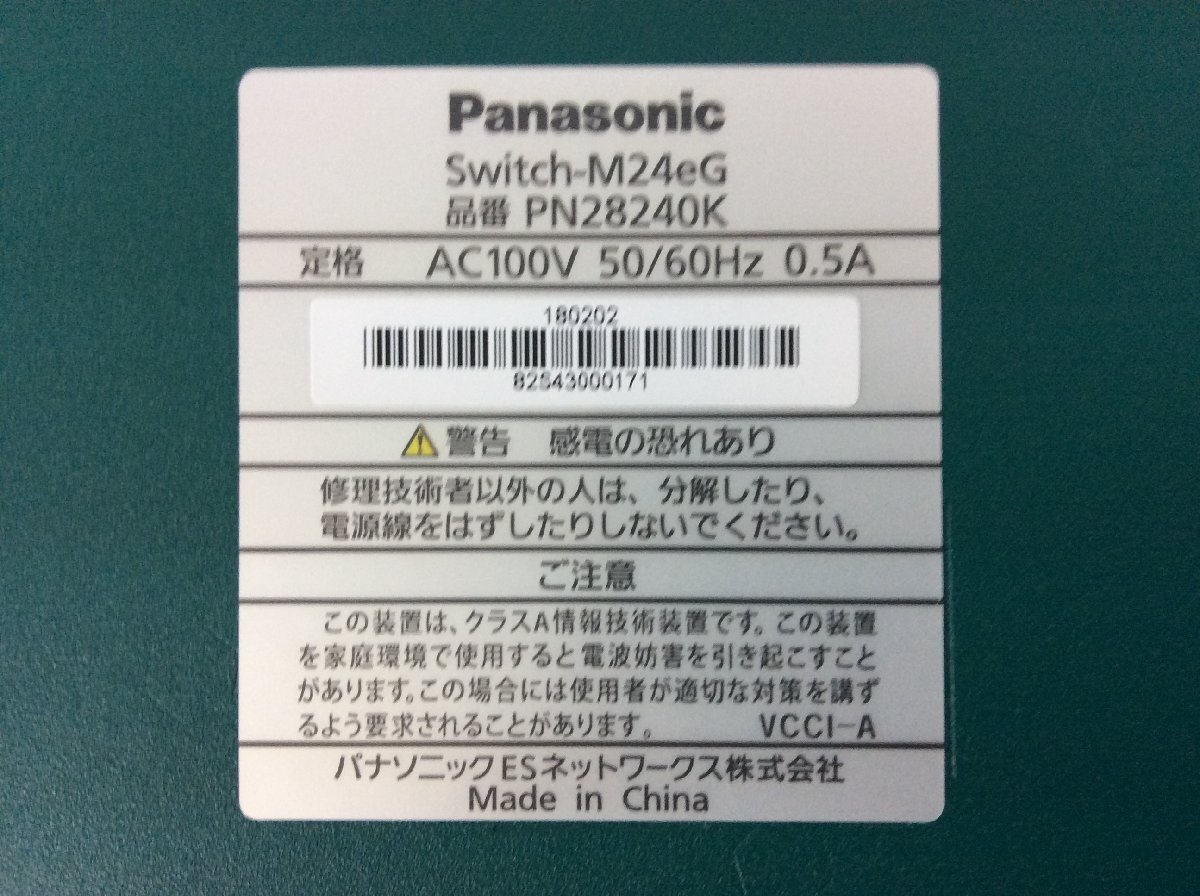 Panasonic
Switch-M24eG
品番 PN28240K
定格 AC100V 50/60Hz 0.5A
180202
82543000171
警告 感電の恐れあり
修理技術者以外の人は、分解したり、
電源線をはずしたりしないでください。
ご注意
この装置は、クラスA情報技術装置です。この装置
を家庭環境で使用すると電波妨害を引き起こすこと
があります。この場合には使用者が適切な対策を講ず
るよう要求されることがあります。 VCCI-A
パナソニックESネットワークス株式会社
Made in China